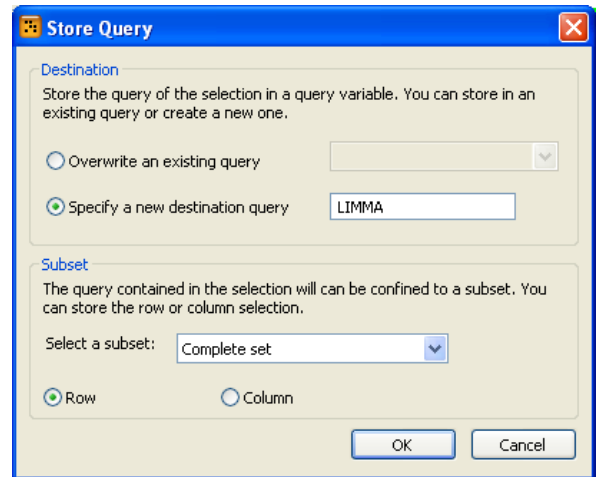 Store Query
Destination
Store the query of the selection in a query variable. You can store in an
existing query or create a new one.
Overwrite an existing query
Specify a new destination query LIMMA
Subset
The query contained in the selection will can be confined to a subset. You
can store the row or column selection.
Select a subset: Complete set
Row Column
OK Cancel